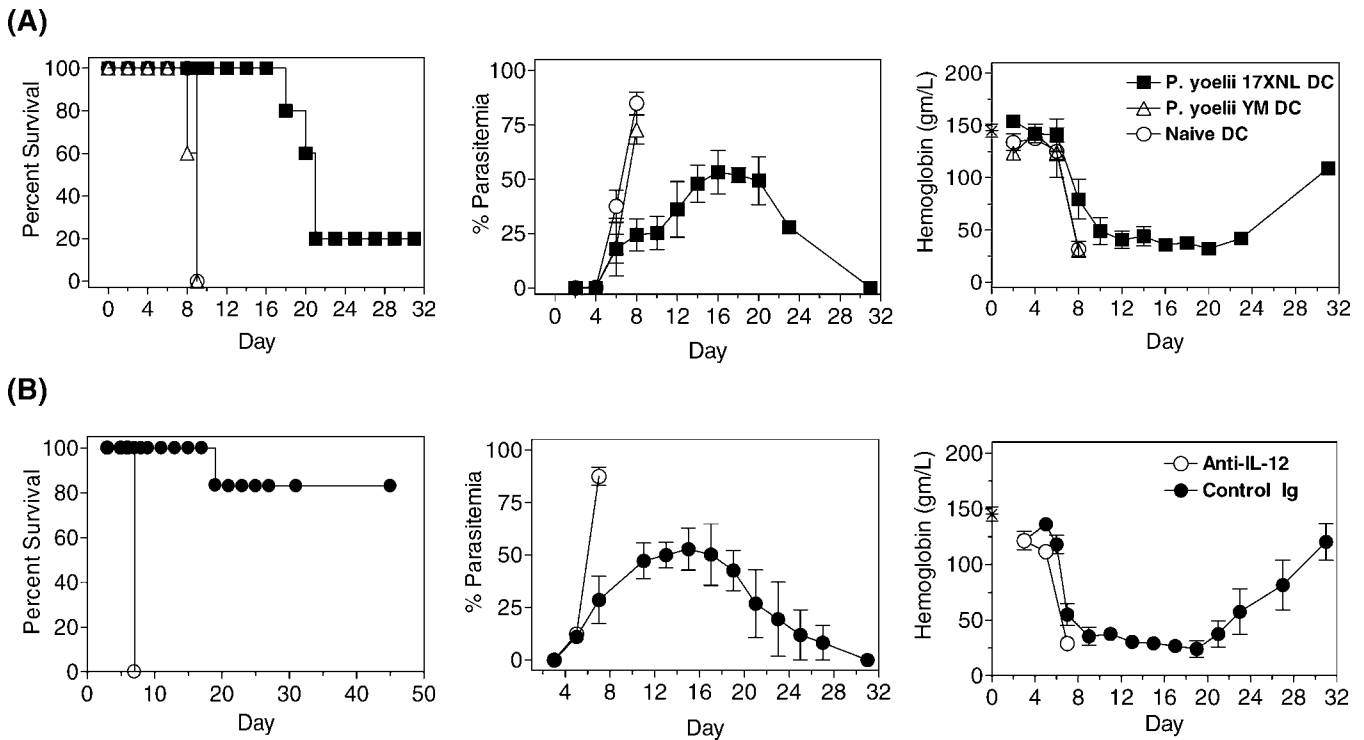 (A)
100
80
60
40
20
0
Percent Survival
0 4 8 12 16 20 24 28 32
Day
100
75
50
25
0
% Parasitemia
0 4 8 12 16 20 24 28 32
Day
200
150
100
50
0
Hemoglobin (gm/L)
P. yoelii 17XNL DC
P. yoelii YM DC
Naive DC
0 4 8 12 16 20 24 28 32
Day
(B)
100
80
60
40
20
0
Percent Survival
0 10 20 30 40 50
Day
100
75
50
25
0
% Parasitemia
4 8 12 16 20 24 28 32
Day
200
150
100
50
0
Hemoglobin (gm/L)
Anti-IL-12
Control Ig
0 4 8 12 16 20 24 28 32
Day